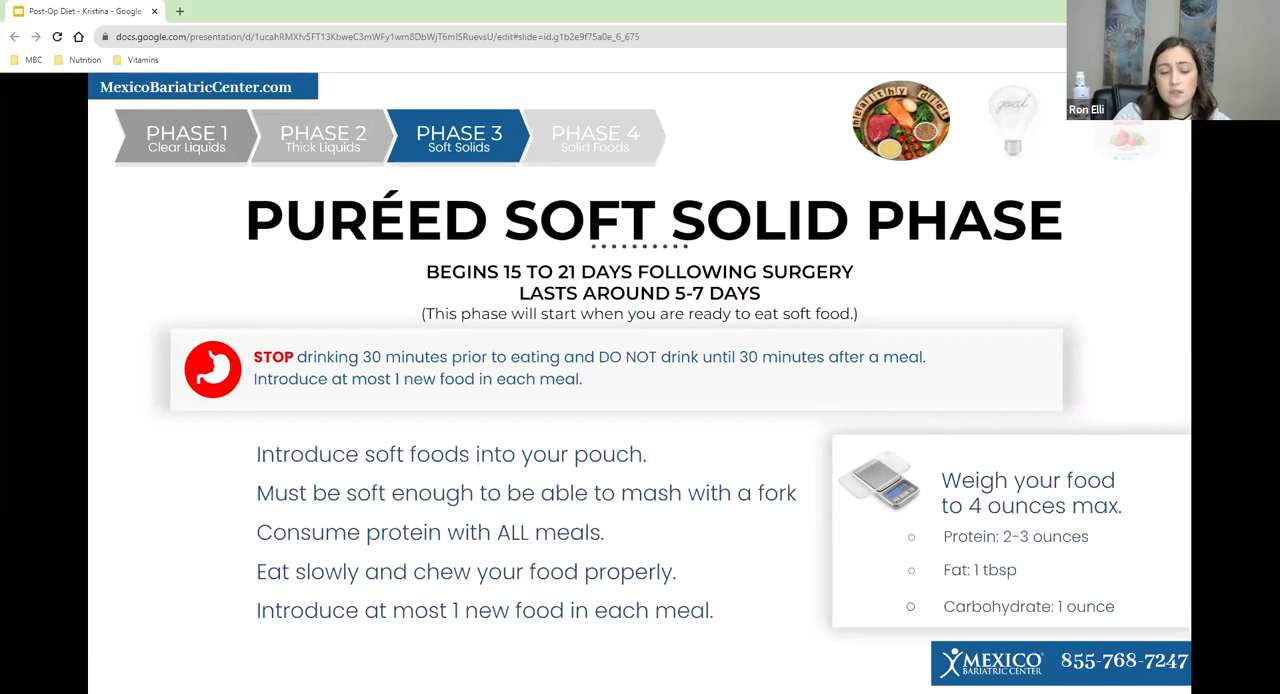 Post-Op Diet - Kristina - Google
docs.google.com/presentation/d/1ucahRMXfv5FT13KbweC3mWFy1wm8DbWjT6ml5RuevsU/edit#slide=id.g1b2e9f75a0e_6_675
MBC
Nutrition
Vitamins
Ron Elli
MexicoBariatricCenter.com
PHASE 1
Clear Liquids
PHASE 2
Thick Liquids
PHASE 3
Soft Solids
PHASE 4
Solid Foods
healthy diet
goal
PURÉED SOFT SOLID PHASE
BEGINS 15 TO 21 DAYS FOLLOWING SURGERY
LASTS AROUND 5-7 DAYS
(This phase will start when you are ready to eat soft food.)
STOP drinking 30 minutes prior to eating and DO NOT drink until 30 minutes after a meal.
Introduce at most 1 new food in each meal.
Introduce soft foods into your pouch.
Must be soft enough to be able to mash with a fork
Consume protein with ALL meals.
Eat slowly and chew your food properly.
Introduce at most 1 new food in each meal.
Weigh your food
to 4 ounces max.
Protein: 2-3 ounces
Fat: 1 tbsp
Carbohydrate: 1 ounce
MEXICO
BARIATRIC CENTER
855-768-7247